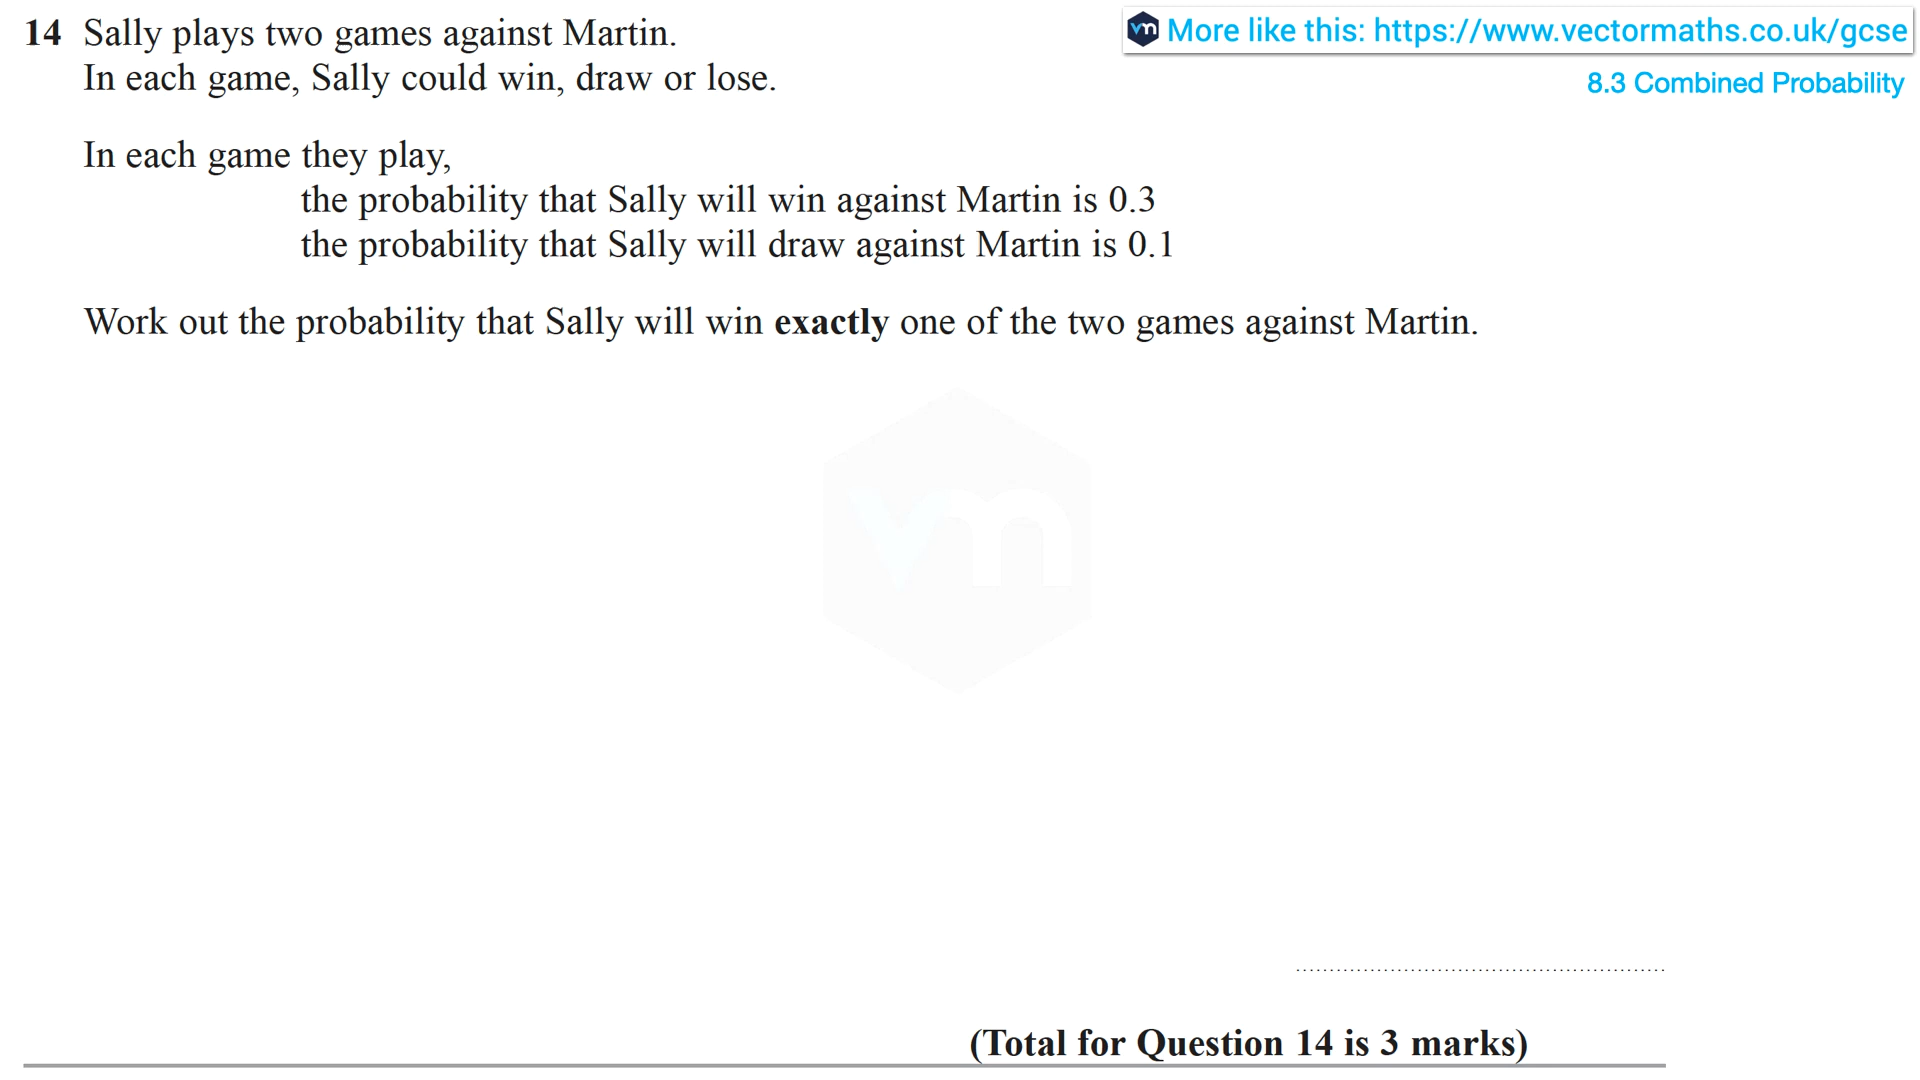 14 Sally plays two games against Martin.
In each game, Sally could win, draw or lose.
vm More like this: https://www.vectormaths.co.uk/gcse
8.3 Combined Probability
In each game they play,
the probability that Sally will win against Martin is 0.3
the probability that Sally will draw against Martin is 0.1
Work out the probability that Sally will win exactly one of the two games against Martin.
vm
(Total for Question 14 is 3 marks)